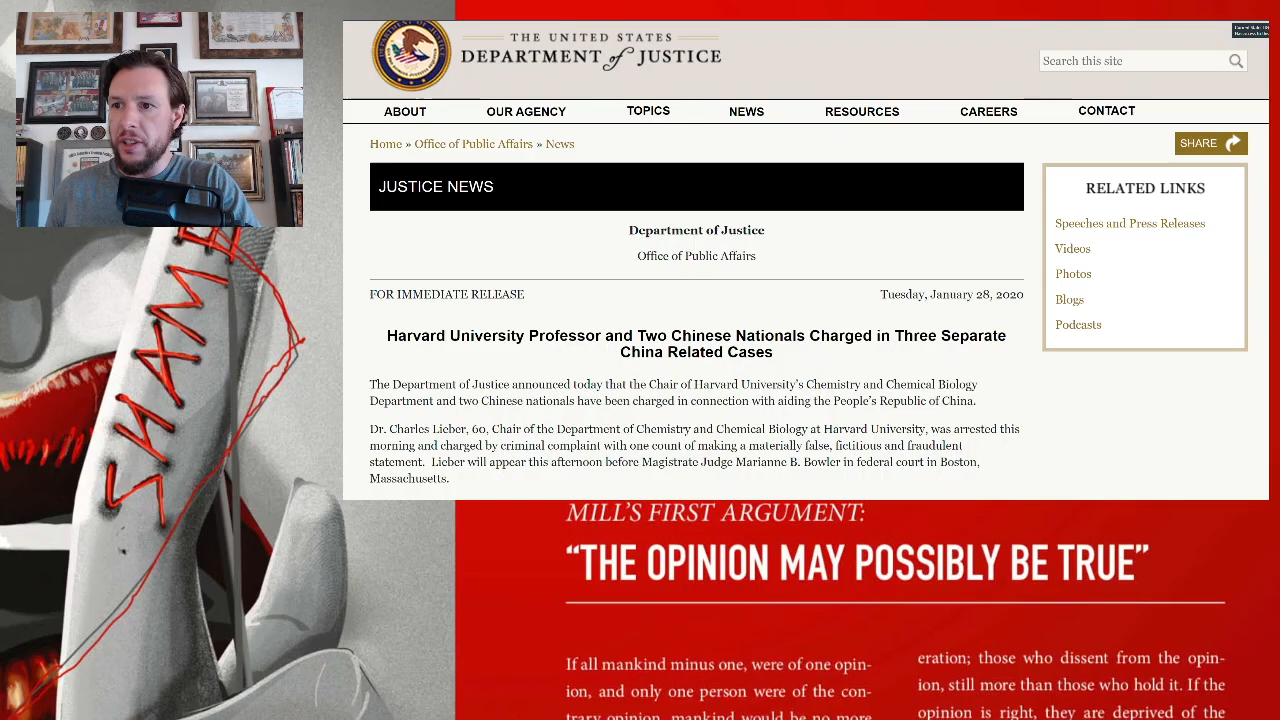 THE UNITED STATES
DEPARTMENT of JUSTICE
Search this site
ABOUT
OUR AGENCY
TOPICS
NEWS
RESOURCES
CAREERS
CONTACT
Home » Office of Public Affairs » News
SHARE
JUSTICE NEWS
Department of Justice
Office of Public Affairs
FOR IMMEDIATE RELEASE
Tuesday, January 28, 2020
Harvard University Professor and Two Chinese Nationals Charged in Three Separate
China Related Cases
The Department of Justice announced today that the Chair of Harvard University's Chemistry and Chemical Biology
Department and two Chinese nationals have been charged in connection with aiding the People's Republic of China.
Dr. Charles Lieber, 60, Chair of the Department of Chemistry and Chemical Biology at Harvard University, was arrested this
morning and charged by criminal complaint with one count of making a materially false, fictitious and fraudulent
statement. Lieber will appear this afternoon before Magistrate Judge Marianne B. Bowler in federal court in Boston,
Massachusetts.
RELATED LINKS
Speeches and Press Releases
Videos
Photos
Blogs
Podcasts
SHAME
MILL'S FIRST ARGUMENT:
“THE OPINION MAY POSSIBLY BE TRUE”
If all mankind minus one, were of one opin-
ion, and only one person were of the con-
trary opinion, mankind would be no more
eration; those who dissent from the opin-
ion, still more than those who hold it. If the
opinion is right, they are deprived of the